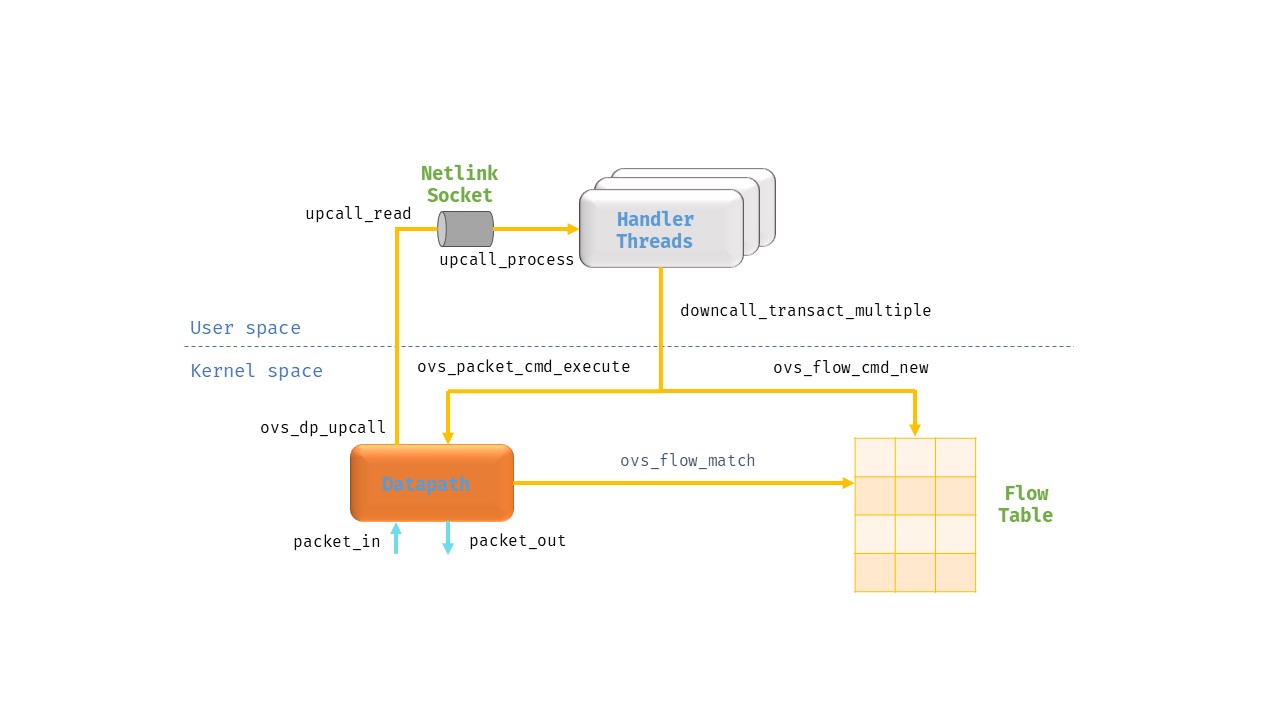 Netlink
Socket
upcall_read
Handler
Threads
upcall_process
downcall_transact_multiple
User space
Kernel space
ovs_packet_cmd_execute
ovs_flow_cmd_new
ovs_dp_upcall
ovs_flow_match
Datapath
Flow
Table
packet_in
packet_out